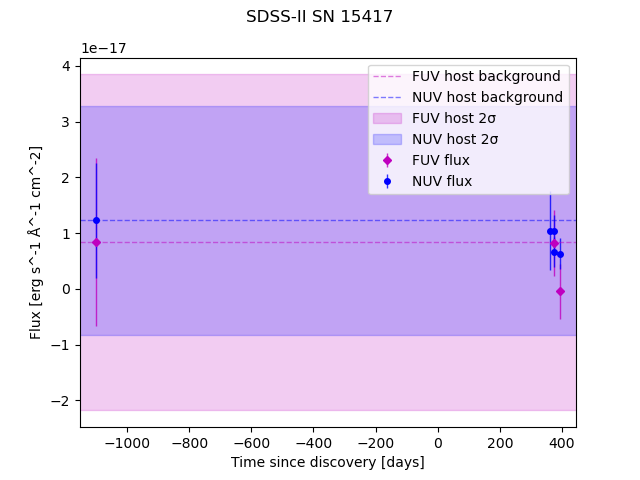 SDSS-II SN 15417
1e−17
FUV host background
NUV host background
FUV host 2σ
NUV host 2σ
FUV flux
NUV flux
4
3
2
1
0
−1
−2
Flux [erg s^-1 Å^-1 cm^-2]
−1000 −800 −600 −400 −200 0 200 400
Time since discovery [days]